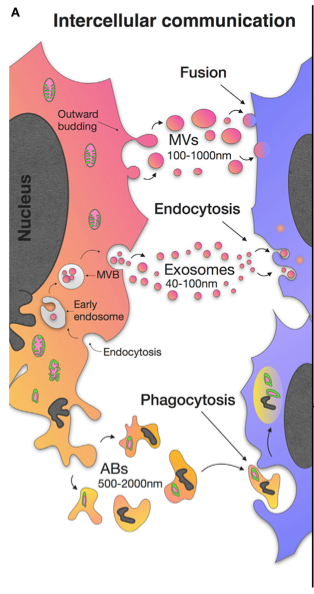 A
Intercellular communication
Fusion
Outward
budding
MVs
100-1000nm
Nucleus
Endocytosis
MVB
Exosomes
40-100nm
Early
endosome
Endocytosis
Phagocytosis
ABs
500-2000nm